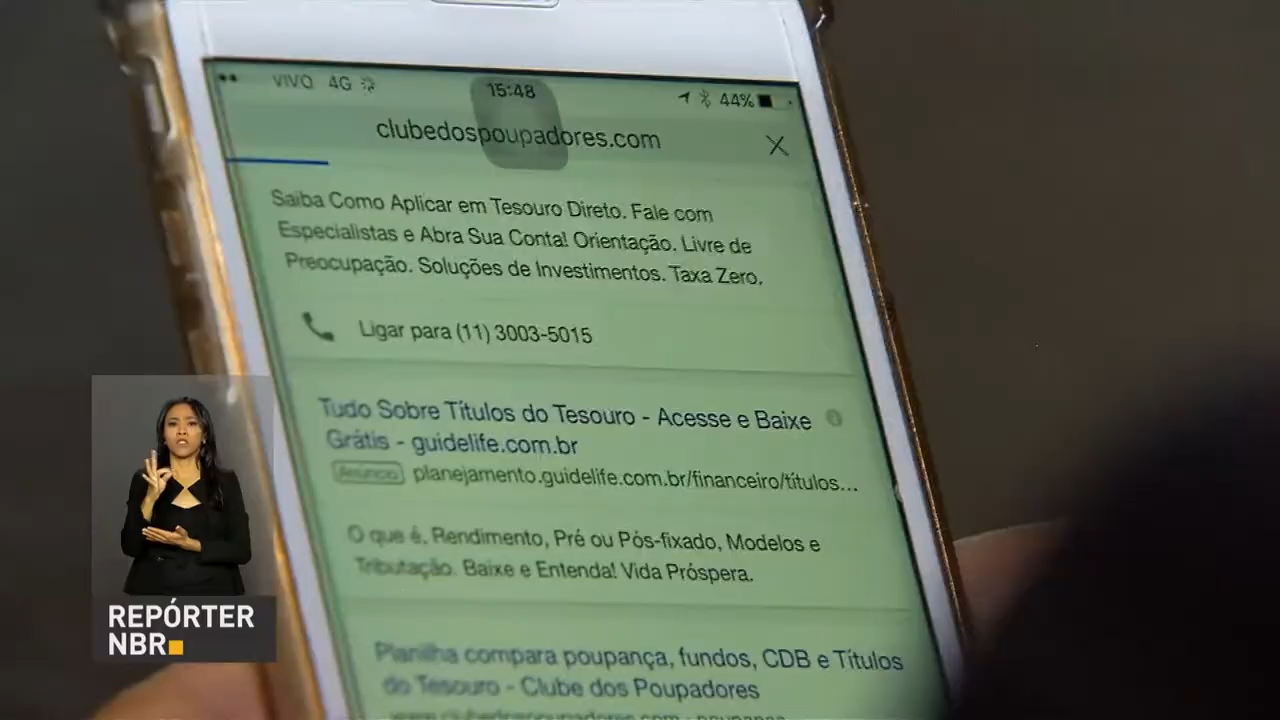 VIVO 4G 15:48 44%
clubedospoupadores.com
Saiba Como Aplicar em Tesouro Direto. Fale com
Especialistas e Abra Sua Conta! Orientação. Livre de
Preocupação. Soluções de Investimentos. Taxa Zero,
Ligar para (11) 3003-5015
Tudo Sobre Títulos do Tesouro - Acesse e Baixe
Grátis - guidelife.com.br
Anúncio planejamento.guidelife.com.br/financeiro/títulos...
O que é, Rendimento, Pré ou Pós-fixado, Modelos e
Tributação. Baixe e Entenda! Vida Próspera.
Planilha compara poupança, fundos, CDB e Títulos
do Tesouro - Clube dos Poupadores
REPÓRTER
NBR